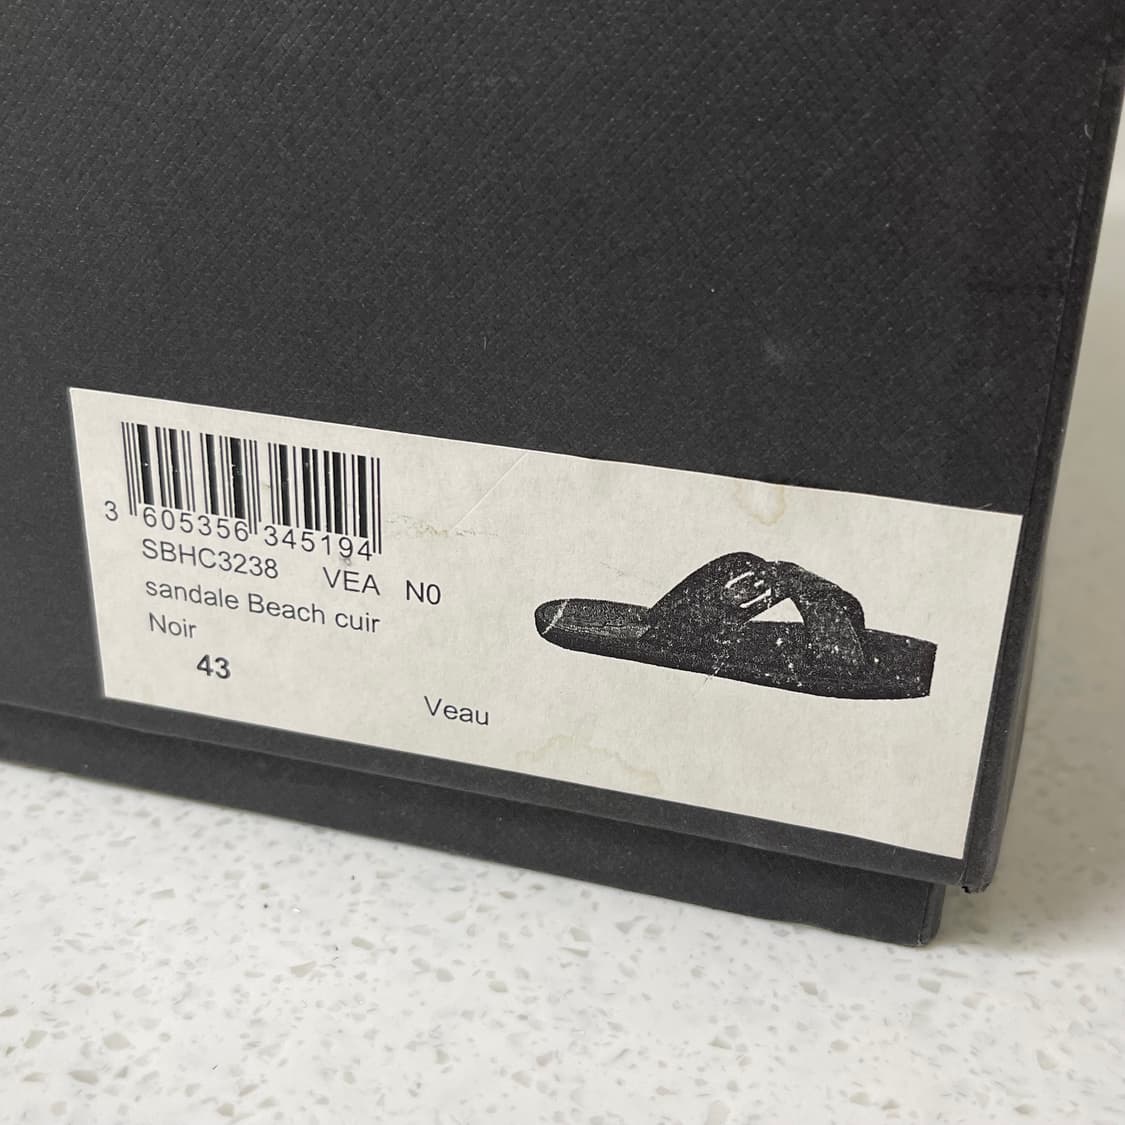 3 605356 345194
SBHC3238 VEA N0
sandale Beach cuir
Noir
43
Veau